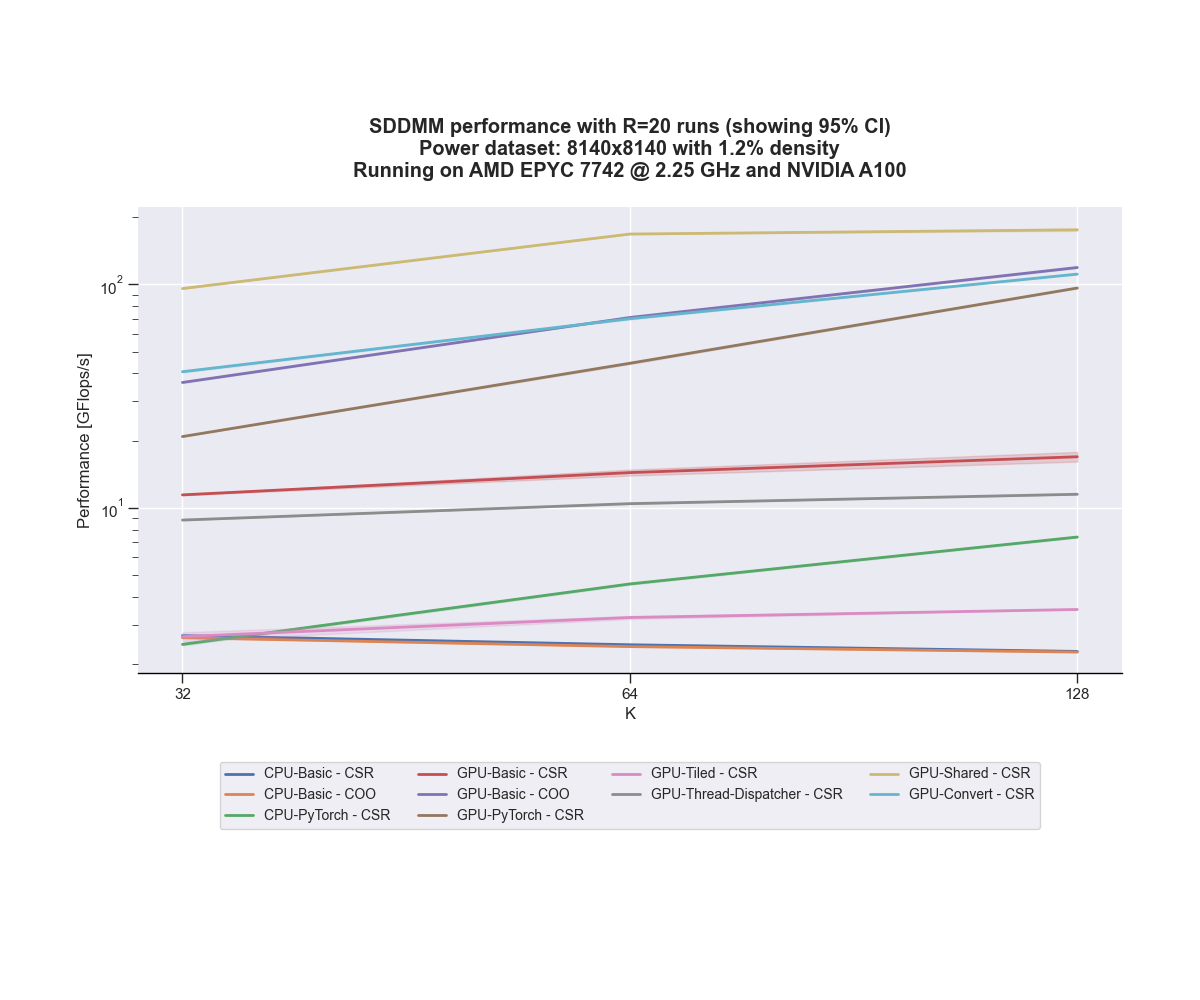 SDDMM performance with R=20 runs (showing 95% CI)
Power dataset: 8140x8140 with 1.2% density
Running on AMD EPYC 7742 @ 2.25 GHz and NVIDIA A100
Performance [GFlops/s]
10^2
10^1
32
64
128
K
CPU-Basic - CSR
CPU-Basic - COO
CPU-PyTorch - CSR
GPU-Basic - CSR
GPU-Basic - COO
GPU-PyTorch - CSR
GPU-Tiled - CSR
GPU-Thread-Dispatcher - CSR
GPU-Shared - CSR
GPU-Convert - CSR